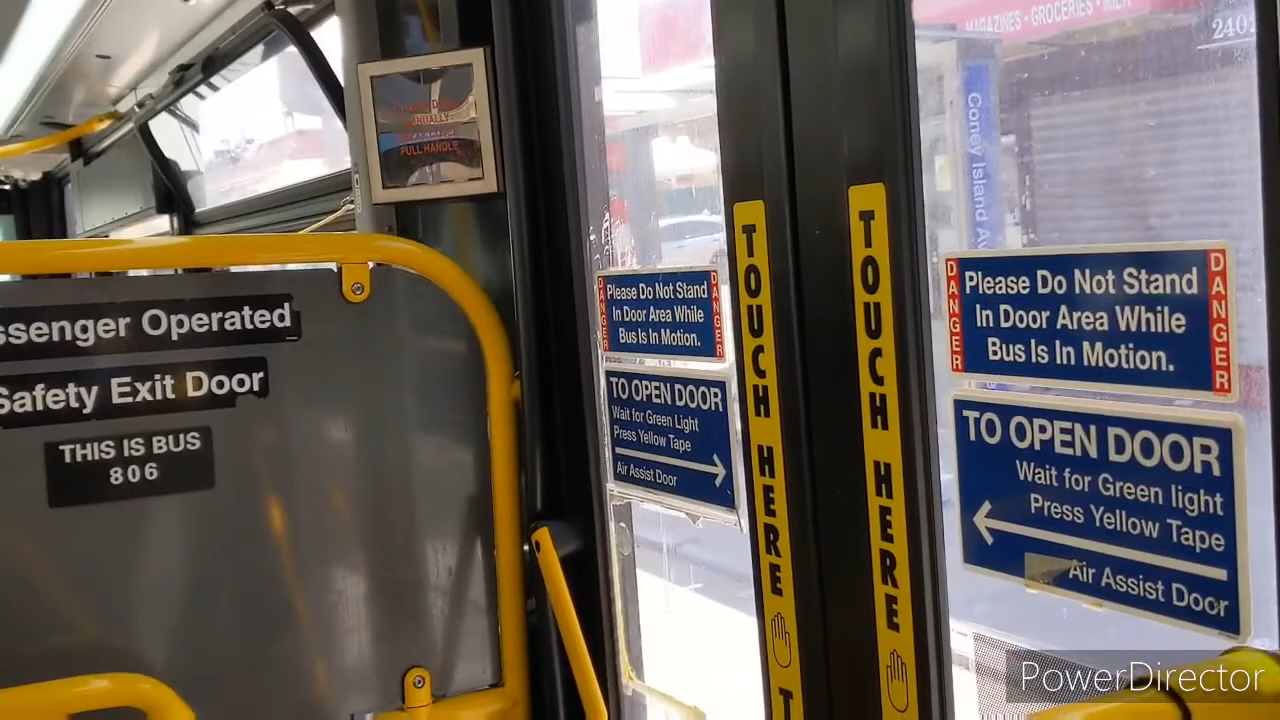 MAGAZINES • GROCERIES •
240
Coney Island
MANUALLY
PULL HANDLE
ssenger Operated
Safety Exit Door
THIS IS BUS
806
DANGER
Please Do Not Stand
In Door Area While
Bus Is In Motion.
DANGER
TO OPEN DOOR
Wait for Green Light
Press Yellow Tape
Air Assist Door
TOUCH HERE
T
TOUCH HERE
DANGER
Please Do Not Stand
In Door Area While
Bus Is In Motion.
DANGER
TO OPEN DOOR
Wait for Green light
Press Yellow Tape
Air Assist Door
PowerDirector